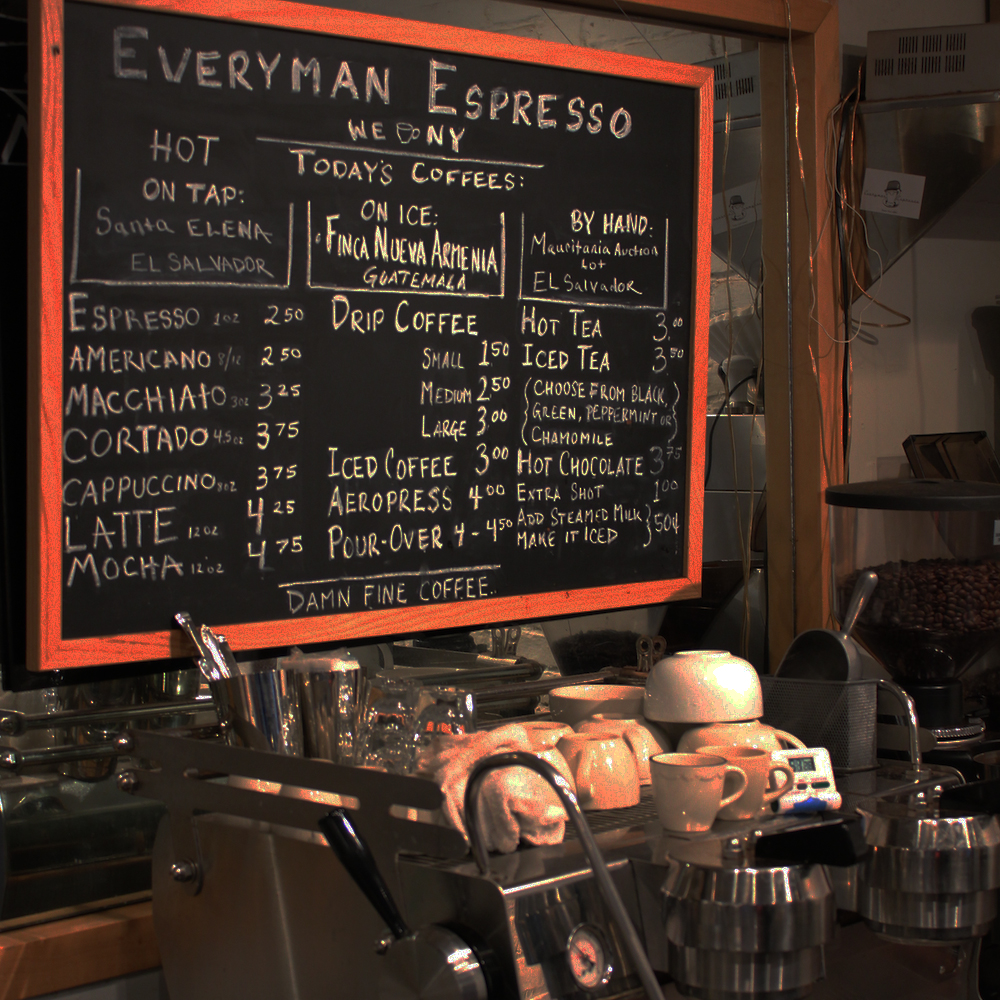 EVERYMAN ESPRESSO
WE NY
TODAY'S COFFEES:
HOT
ON TAP:
Santa ELENA
EL SALVADOR
ON ICE:
FINCA NUEVA ARMENIA
GUATEMALA
BY HAND:
Mauritania Auction
Lot
EL Salvador
ESPRESSO 1oz 2 50
AMERICANO 8/12 2 50
MACCHIATO 3oz 3 25
CORTADO 4.5oz 3 75
CAPPUCCINO 8oz 3 75
LATTE 12oz 4 25
MOCHA 12oz 4 75
DRIP COFFEE
SMALL 1.50
MEDIUM 2.50
LARGE 3.00
ICED COFFEE 3.00
AEROPRESS 4.00
POUR-OVER 4 - 4.50
HOT TEA 3.00
ICED TEA 3.50
(CHOOSE FROM BLACK,
GREEN, PEPPERMINT OR
CHAMOMILE)
HOT CHOCOLATE 3.75
EXTRA SHOT 1.00
ADD STEAMED MILK
MAKE IT ICED } 50¢
DAMN FINE COFFEE.